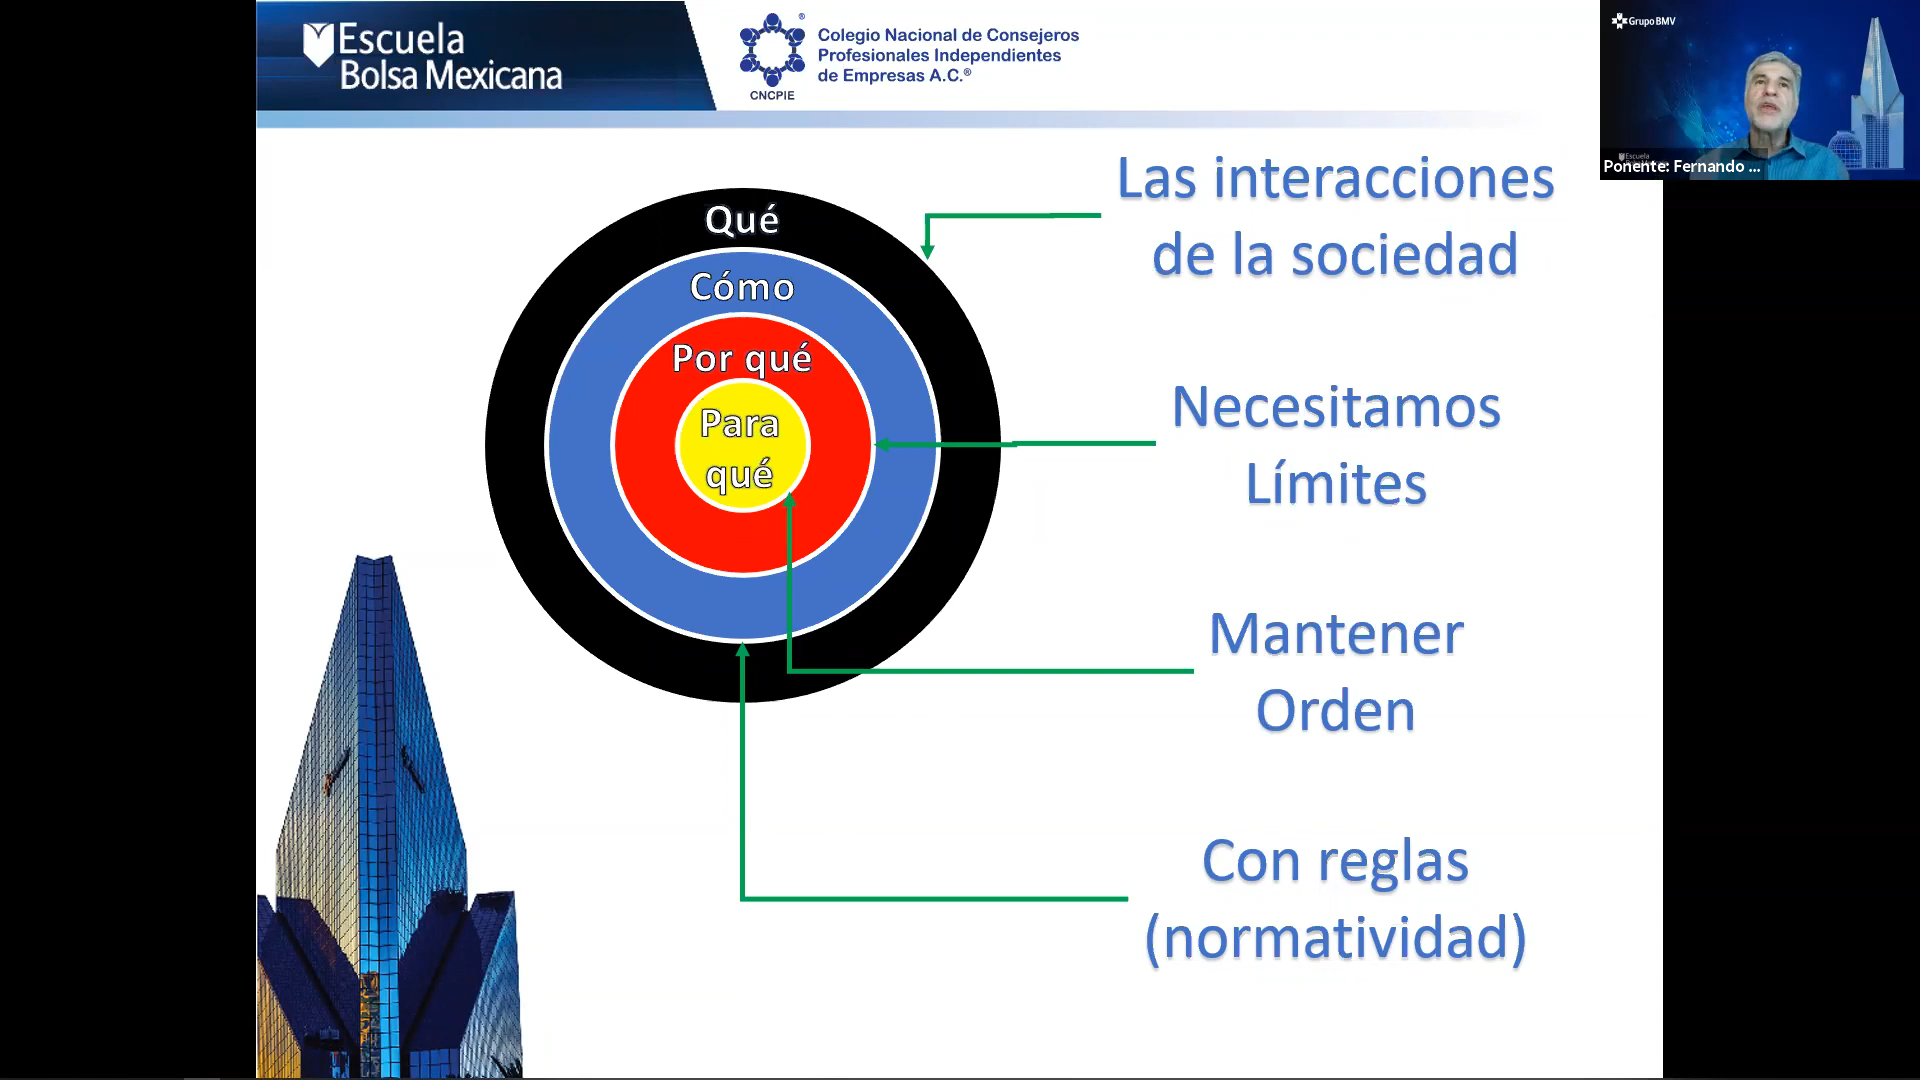 Escuela
Bolsa Mexicana
CNCPIE
Colegio Nacional de Consejeros
Profesionales Independientes
de Empresas A.C.®
Grupo BMV
Escuela
Ponente: Fernando ...
Qué
Cómo
Por qué
Para
qué
Las interacciones
de la sociedad
Necesitamos
Límites
Mantener
Orden
Con reglas
(normatividad)